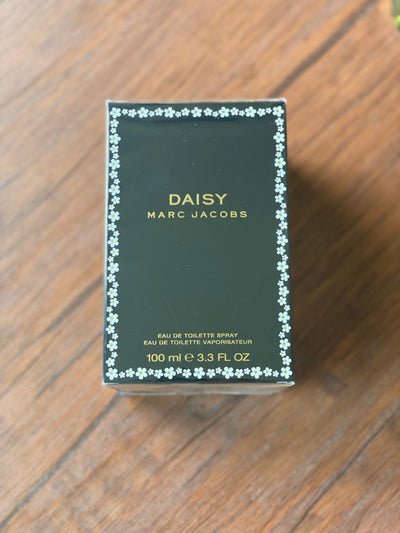 DAISY
MARC JACOBS
EAU DE TOILETTE SPRAY
EAU DE TOILETTE VAPORISATEUR
100 ml ℮ 3.3 FL OZ